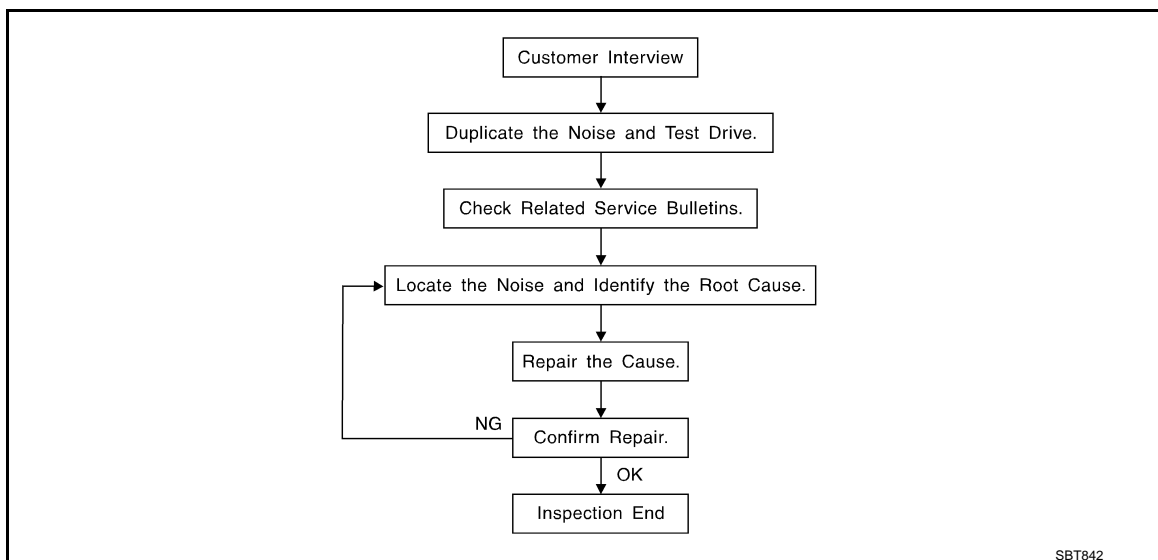 Customer Interview
Duplicate the Noise and Test Drive.
Check Related Service Bulletins.
Locate the Noise and Identify the Root Cause.
Repair the Cause.
NG
Confirm Repair.
OK
Inspection End
SBT842